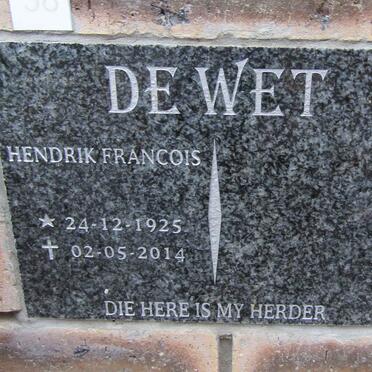 DE WET
HENDRIK FRANCOIS
24-12-1925
02-05-2014
DIE HERE IS MY HERDER